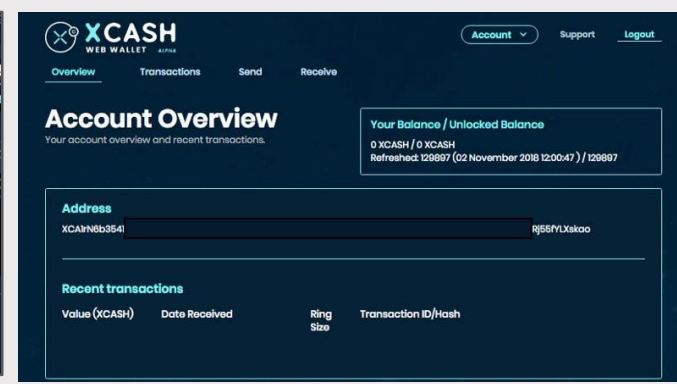 XCASH
WEB WALLET ALPHA
Account
Support
Logout
Overview
Transactions
Send
Receive
Account Overview
Your account overview and recent transactions.
Your Balance / Unlocked Balance
0 XCASH / 0 XCASH
Refreshed: 129897 (02 November 2018 12:00:47 ) / 129897
Address
XCA1rN6b3541
Rj55fYLXskao
Recent transactions
Value (XCASH) Date Received Ring Size Transaction ID/Hash